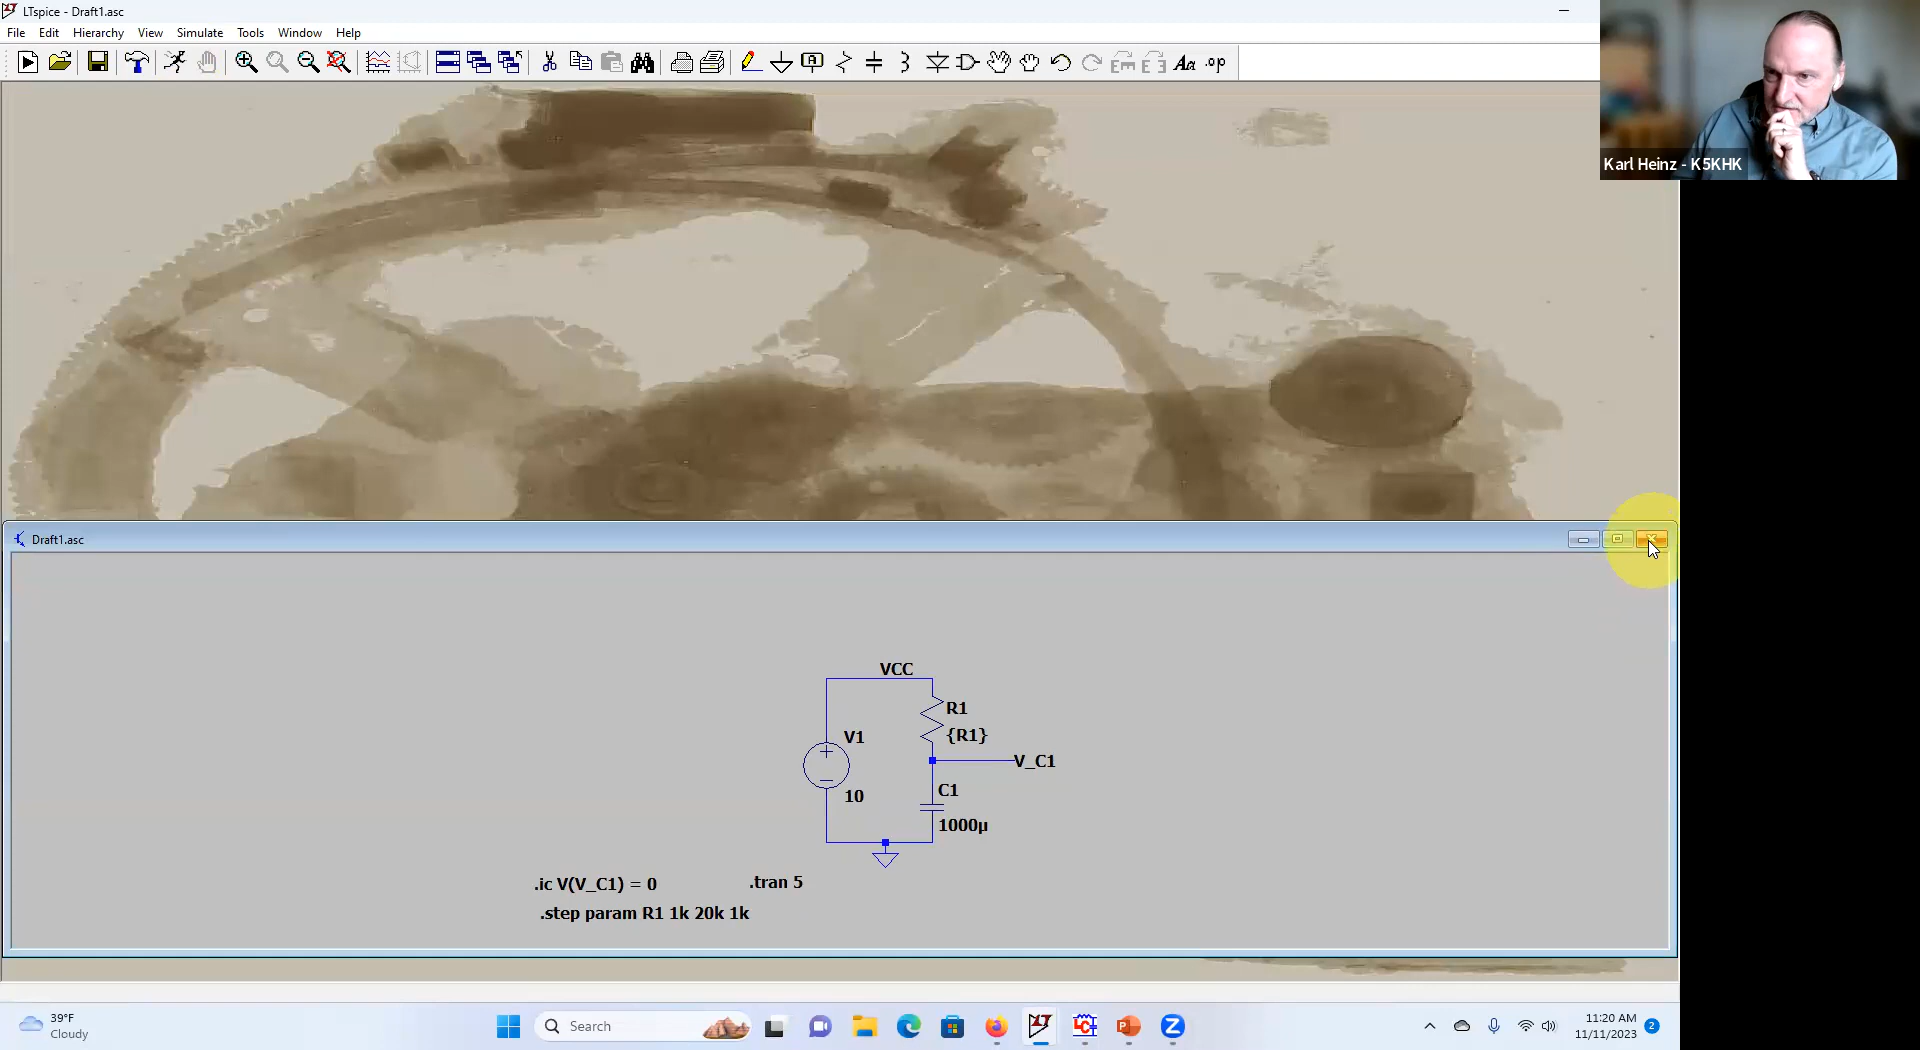 LTspice - Draft1.asc
File Edit Hierarchy View Simulate Tools Window Help
A
Aa .op
Karl Heinz - K5KHK
Draft1.asc
VCC
R1
{R1}
V1
V_C1
C1
10
1000µ
.ic V(V_C1) = 0
.tran 5
.step param R1 1k 20k 1k
39°F
Cloudy
Search
11:20 AM
11/11/2023
2